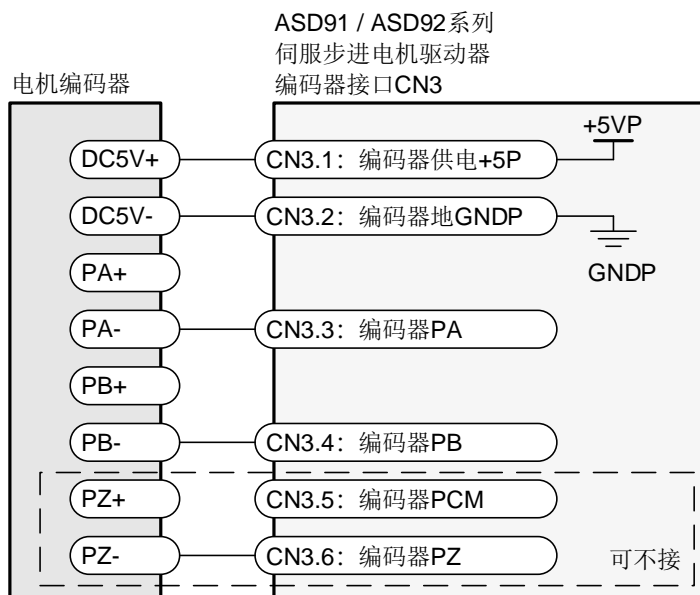 ASD91 / ASD92系列
伺服步进电机驱动器
电机编码器
编码器接口CN3
+5VP
DC5V+
CN3.1：编码器供电+5P
DC5V-
CN3.2：编码器地GNDP
PA+
GNDP
PA-
CN3.3：编码器PA
PB+
PB-
CN3.4：编码器PB
PZ+
CN3.5：编码器PCM
PZ-
CN3.6：编码器PZ
可不接